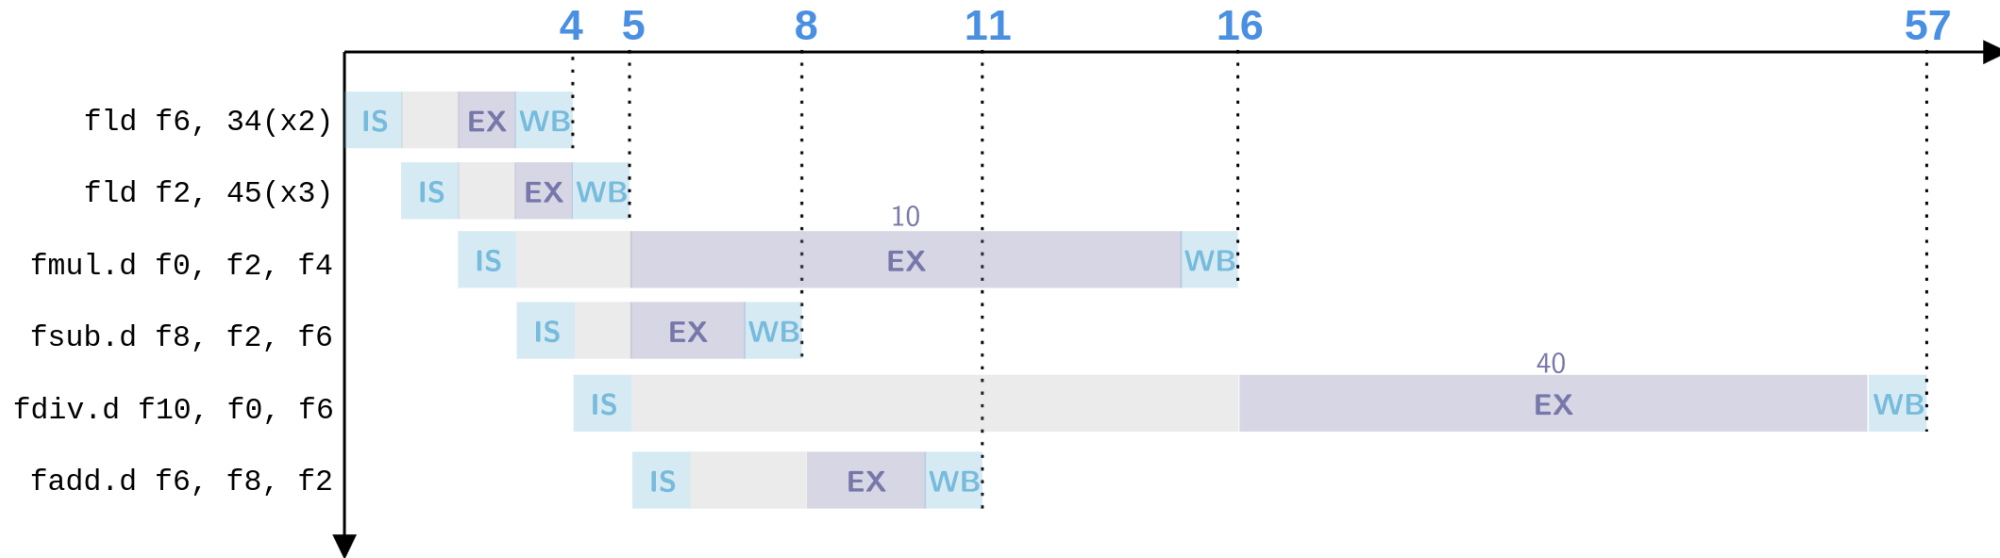 4 5 8 11 16 57
fld f6, 34(x2) IS EX WB
fld f2, 45(x3) IS EX WB
10
fmul.d f0, f2, f4 IS EX WB
fsub.d f8, f2, f6 IS EX WB
40
fdiv.d f10, f0, f6 IS EX WB
fadd.d f6, f8, f2 IS EX WB